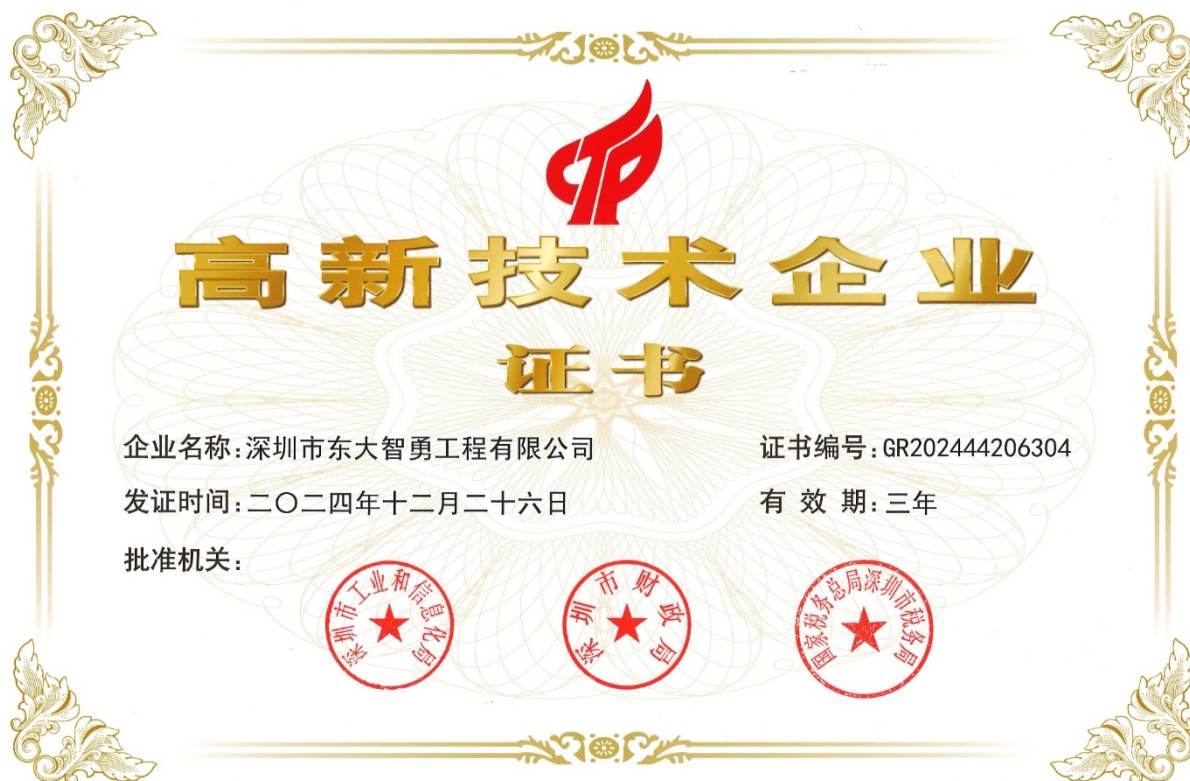 高新技术企业
证书
企业名称:深圳市东大智勇工程有限公司
证书编号:GR202444206304
发证时间:二〇二四年十二月二十六日
有效期:三年
批准机关:
深圳市工业和信息化局
深圳市财政局
国家税务总局深圳市税务局